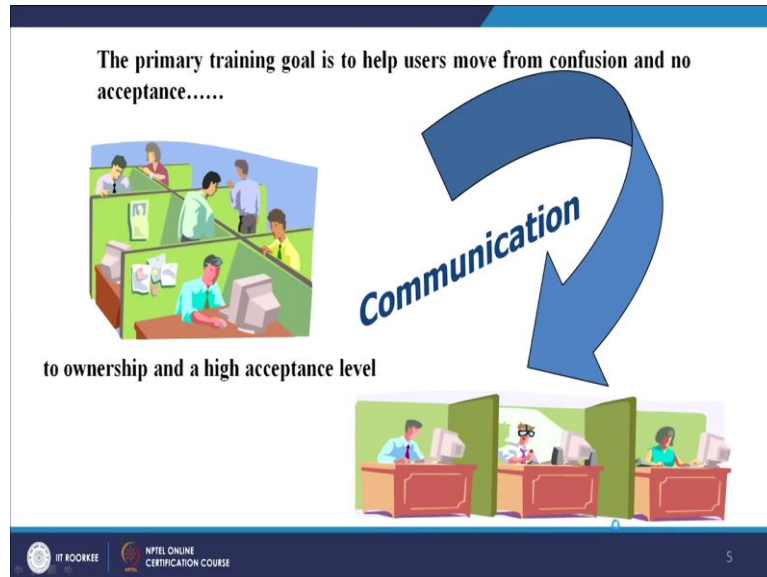 The primary training goal is to help users move from confusion and no
acceptance......
Communication
to ownership and a high acceptance level
IIT ROORKEE
NPTEL ONLINE
CERTIFICATION COURSE
5